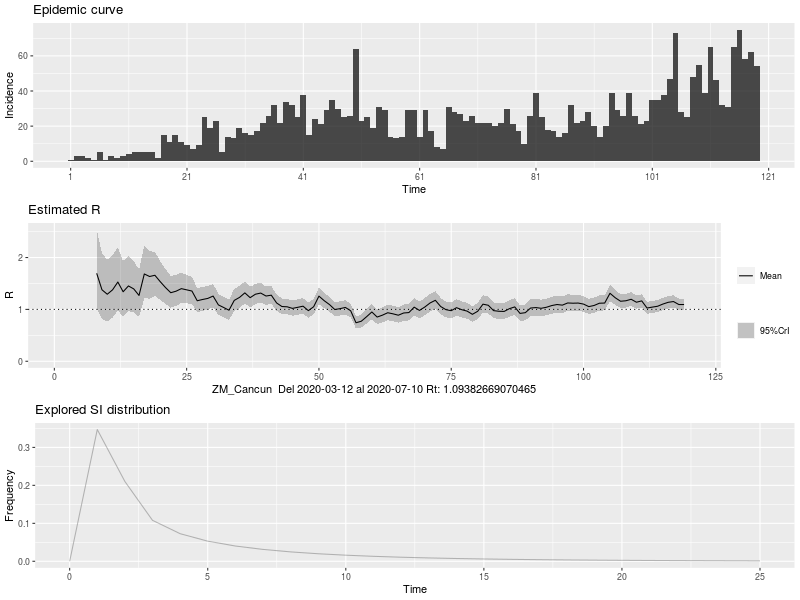 Epidemic curve
60
40
20
0
Incidence
1 21 41 61 81 101 121
Time
Estimated R
2
1
0
R
0 25 50 75 100 125
ZM_Cancun Del 2020-03-12 al 2020-07-10 Rt: 1.09382669070465
Mean
95%CrI
Explored SI distribution
0.3
0.2
0.1
0.0
Frequency
0 5 10 15 20 25
Time